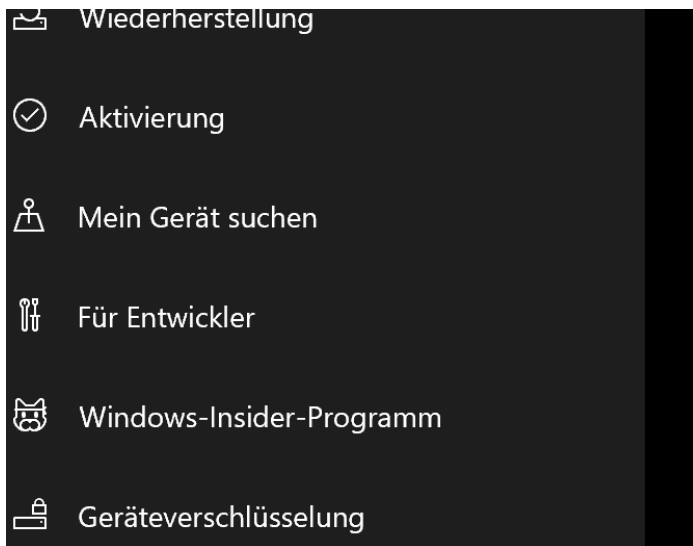 Wiederherstellung
Aktivierung
Mein Gerät suchen
Für Entwickler
Windows-Insider-Programm
Geräteverschlüsselung